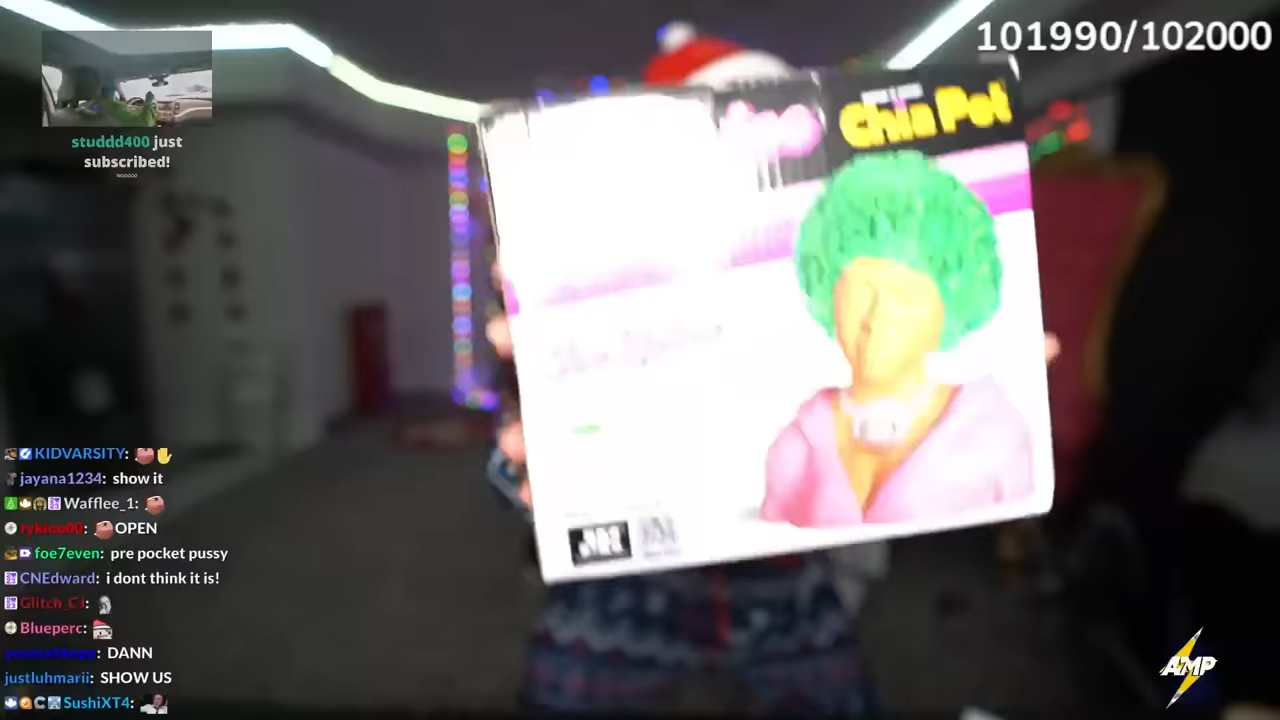 101990/102000
studdd400 just
subscribed!
Chia Pet
KIDVARSITY:
jayana1234: show it
Wafflee_1:
OPEN
foe7even: pre pocket pussy
CNEdward: i dont think it is!
Glitch_CJ:
Blueperc:
DANN
justluhmarii: SHOW US
SushiXT4:
AMP